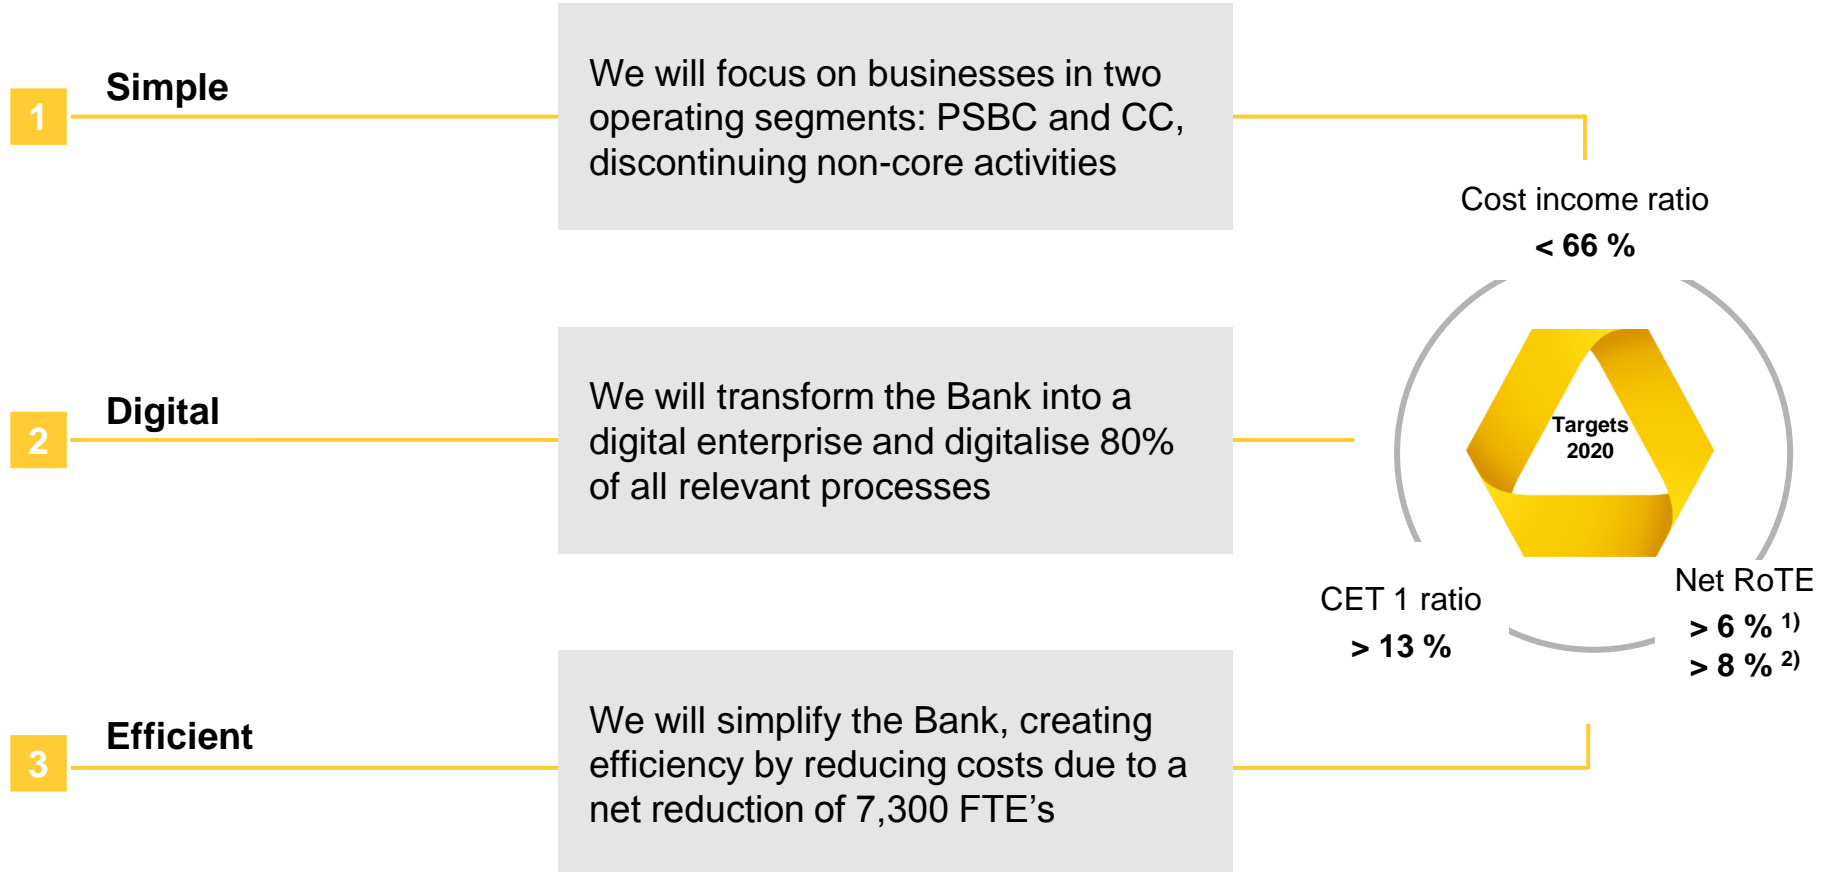 1
Simple
We will focus on businesses in two
operating segments: PSBC and CC,
discontinuing non-core activities
2
Digital
We will transform the Bank into a
digital enterprise and digitalise 80%
of all relevant processes
3
Efficient
We will simplify the Bank, creating
efficiency by reducing costs due to a
net reduction of 7,300 FTE’s
Cost income ratio
< 66 %
Targets
2020
CET 1 ratio
> 13 %
Net RoTE
> 6 % 1)
> 8 % 2)